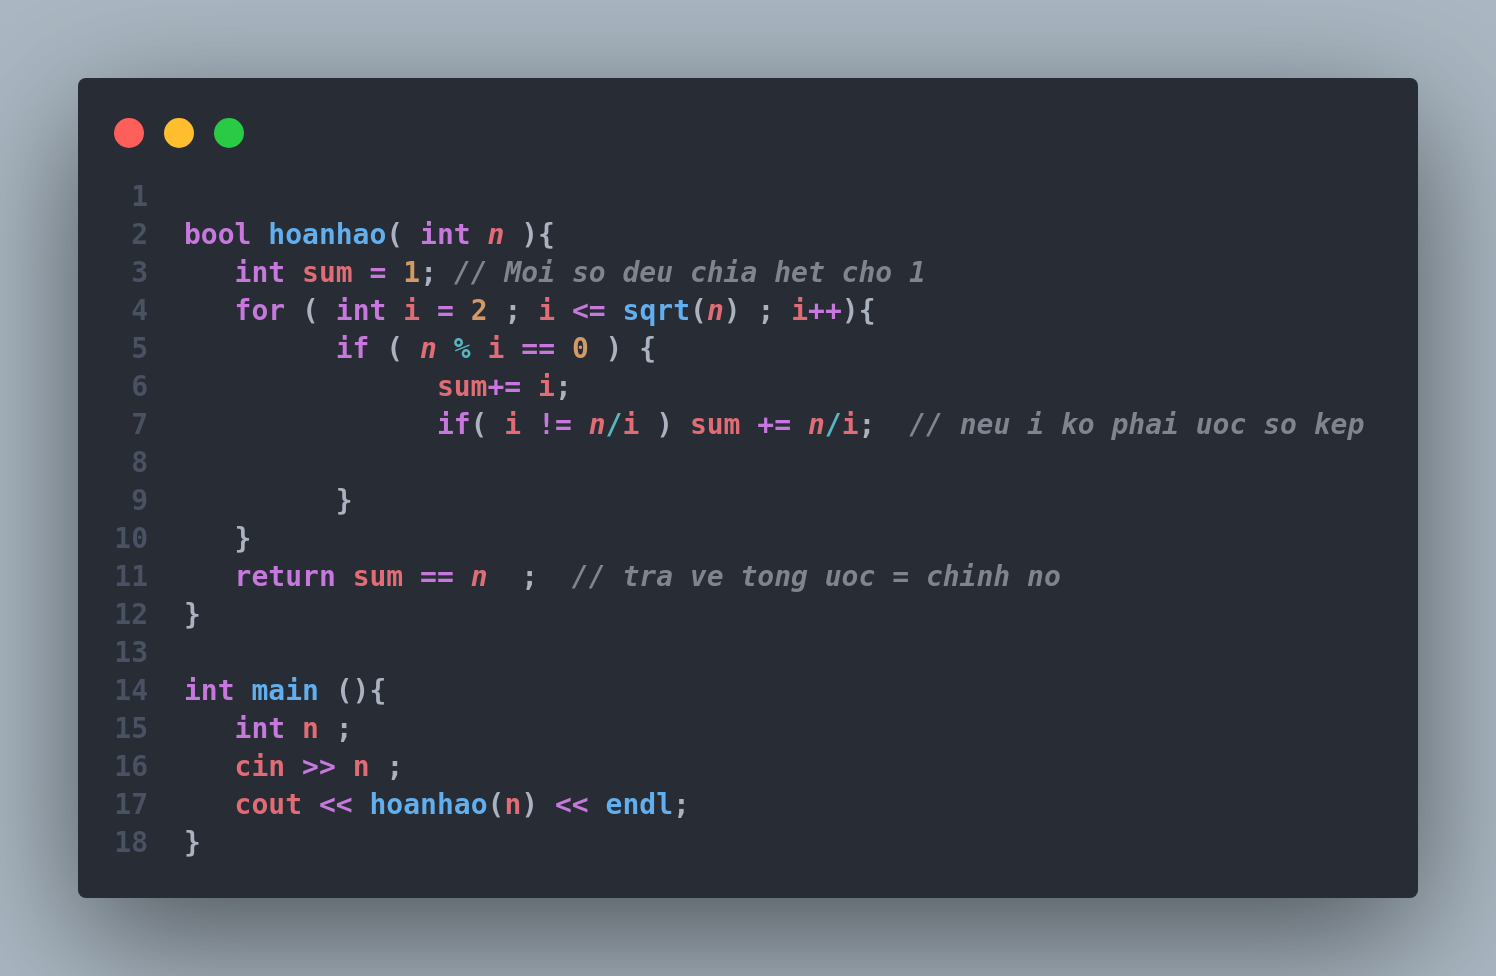 1
2 bool hoanhao( int n ){
3    int sum = 1; // Moi so deu chia het cho 1
4    for ( int i = 2 ; i <= sqrt(n) ; i++){
5          if ( n % i == 0 ) {
6                sum+= i;
7                if( i != n/i ) sum += n/i;  // neu i ko phai uoc so kep
8
9          }
10    }
11    return sum == n  ;  // tra ve tong uoc = chinh no
12 }
13
14 int main (){
15    int n ;
16    cin >> n ;
17    cout << hoanhao(n) << endl;
18 }